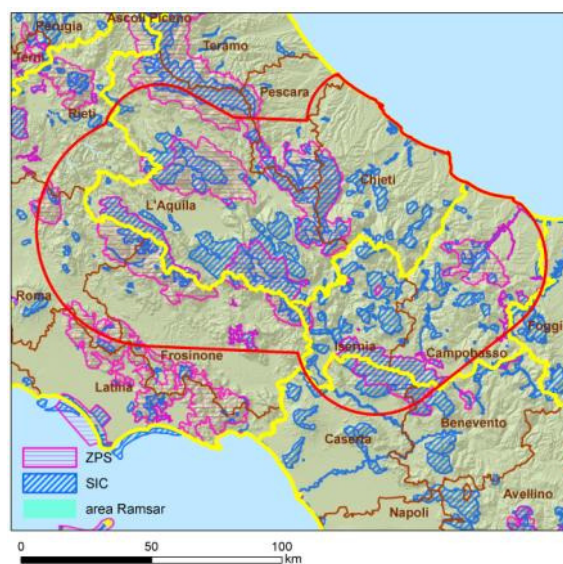 Ascoli Piceno
Perugia
Teramo
Terni
Pescara
Rieti
Chieti
L'Aquila
Roma
Foggia
Isernia
Campobasso
Frosinone
Latina
Benevento
Caserta
ZPS
SIC
area Ramsar
Avellino
Napoli
0 50 100
km